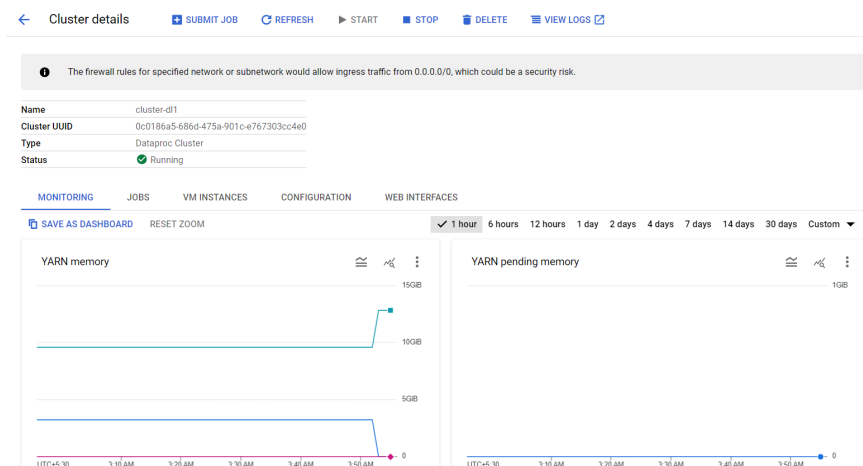 Cluster details SUBMIT JOB REFRESH START STOP DELETE VIEW LOGS
The firewall rules for specified network or subnetwork would allow ingress traffic from 0.0.0.0/0, which could be a security risk.
Name cluster-dl1
Cluster UUID 0c0186a5-686d-475a-901c-e767303cc4e0
Type Dataproc Cluster
Status Running
MONITORING JOBS VM INSTANCES CONFIGURATION WEB INTERFACES
SAVE AS DASHBOARD RESET ZOOM 1 hour 6 hours 12 hours 1 day 2 days 4 days 7 days 14 days 30 days Custom
YARN memory
15GiB
10GiB
5GiB
0
UTC+5:30 3:10 AM 3:20 AM 3:30 AM 3:40 AM 3:50 AM
YARN pending memory
1GiB
0
UTC+5:30 3:10 AM 3:20 AM 3:30 AM 3:40 AM 3:50 AM